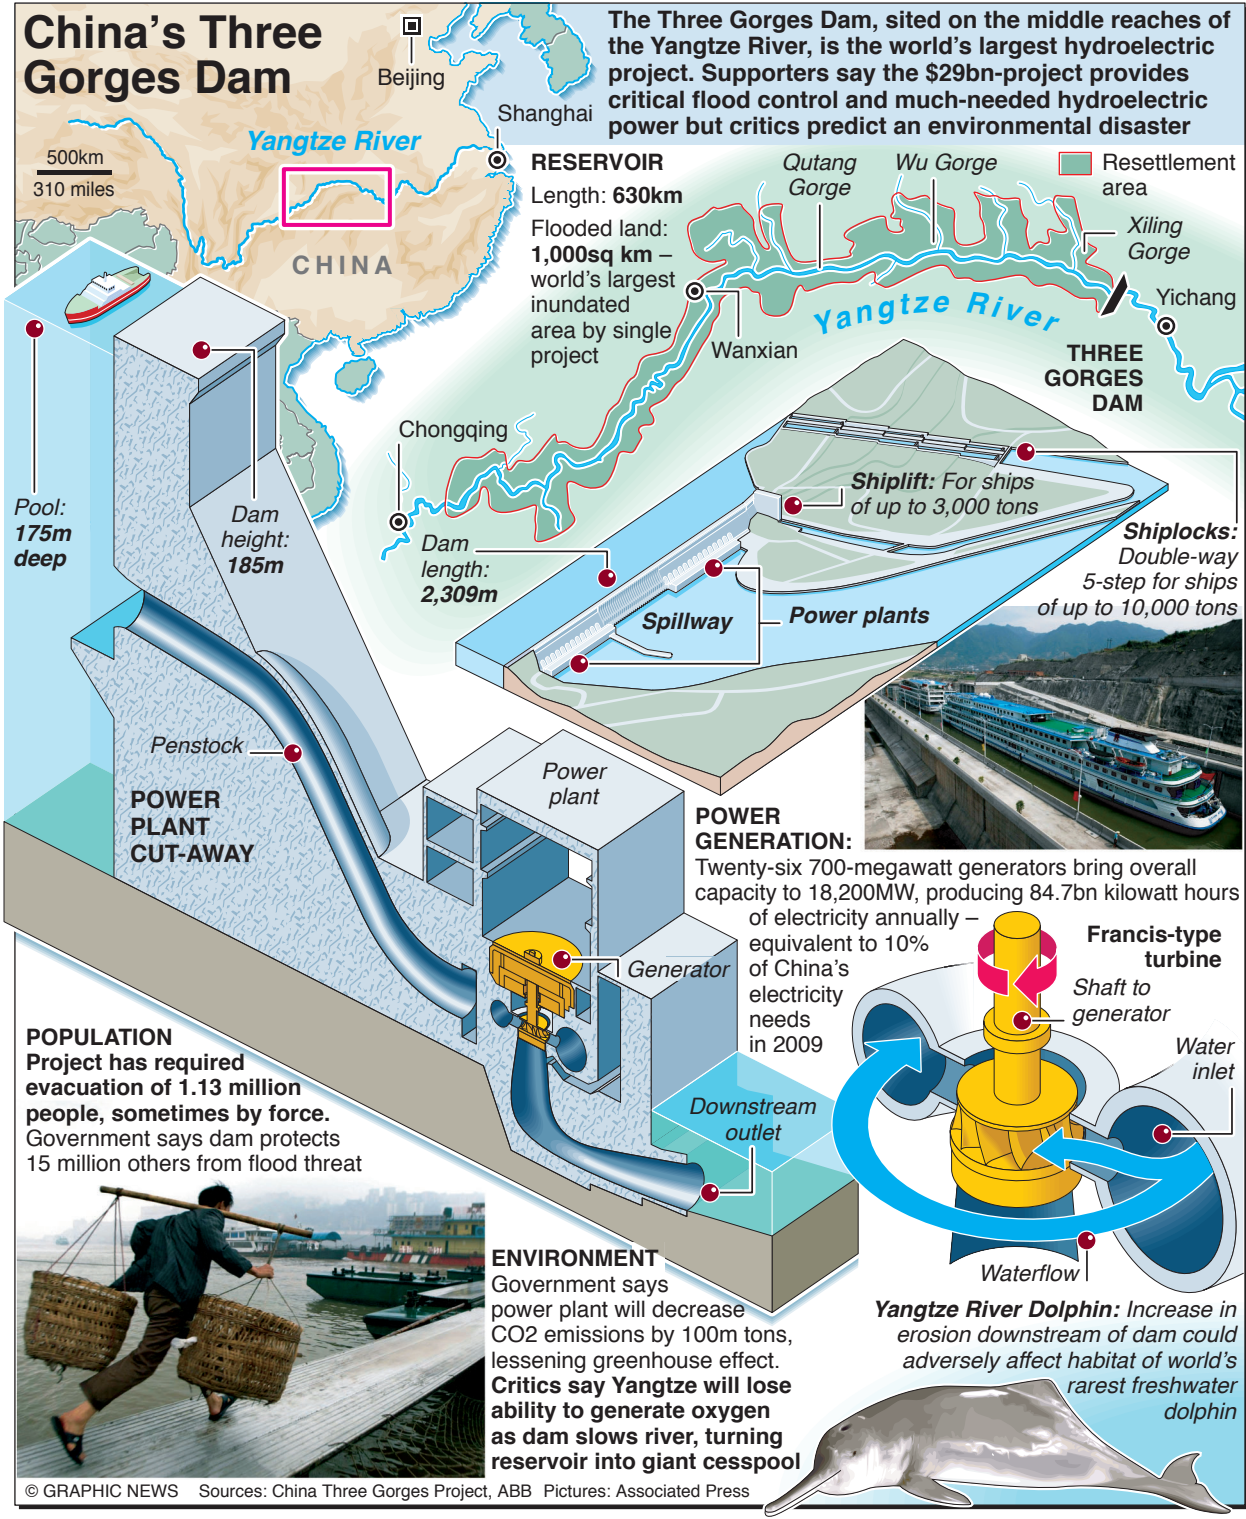 China's Three
Gorges Dam
The Three Gorges Dam, sited on the middle reaches of
the Yangtze River, is the world's largest hydroelectric
project. Supporters say the $29bn-project provides
critical flood control and much-needed hydroelectric
power but critics predict an environmental disaster
Beijing
Shanghai
Yangtze River
500km
310 miles
CHINA
RESERVOIR
Length: 630km
Flooded land:
1,000sq km –
world's largest
inundated
area by single
project
Qutang
Gorge
Wu Gorge
Resettlement
area
Xiling
Gorge
Yichang
Yangtze River
Wanxian
THREE
GORGES
DAM
Chongqing
Pool:
175m
deep
Dam
height:
185m
Dam
length:
2,309m
Shiplift: For ships
of up to 3,000 tons
Shiplocks:
Double-way
5-step for ships
of up to 10,000 tons
Spillway
Power plants
Penstock
POWER
PLANT
CUT-AWAY
Power
plant
Generator
POWER
GENERATION:
Twenty-six 700-megawatt generators bring overall
capacity to 18,200MW, producing 84.7bn kilowatt hours
of electricity annually –
equivalent to 10%
of China's
electricity
needs
in 2009
Francis-type
turbine
Shaft to
generator
Water
inlet
Waterflow
Downstream
outlet
POPULATION
Project has required
evacuation of 1.13 million
people, sometimes by force.
Government says dam protects
15 million others from flood threat
ENVIRONMENT
Government says
power plant will decrease
CO2 emissions by 100m tons,
lessening greenhouse effect.
Critics say Yangtze will lose
ability to generate oxygen
as dam slows river, turning
reservoir into giant cesspool
Yangtze River Dolphin: Increase in
erosion downstream of dam could
adversely affect habitat of world's
rarest freshwater
dolphin
© GRAPHIC NEWS Sources: China Three Gorges Project, ABB Pictures: Associated Press